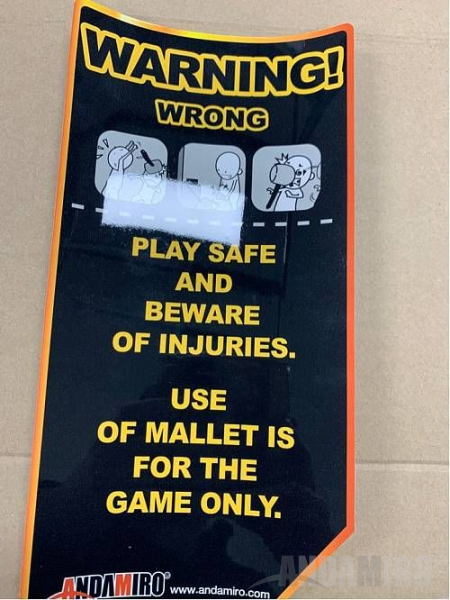 WARNING!
WRONG
PLAY SAFE
AND
BEWARE
OF INJURIES.
USE
OF MALLET IS
FOR THE
GAME ONLY.
ANDAMIRO® www.andamiro.com
ANDAMIRO